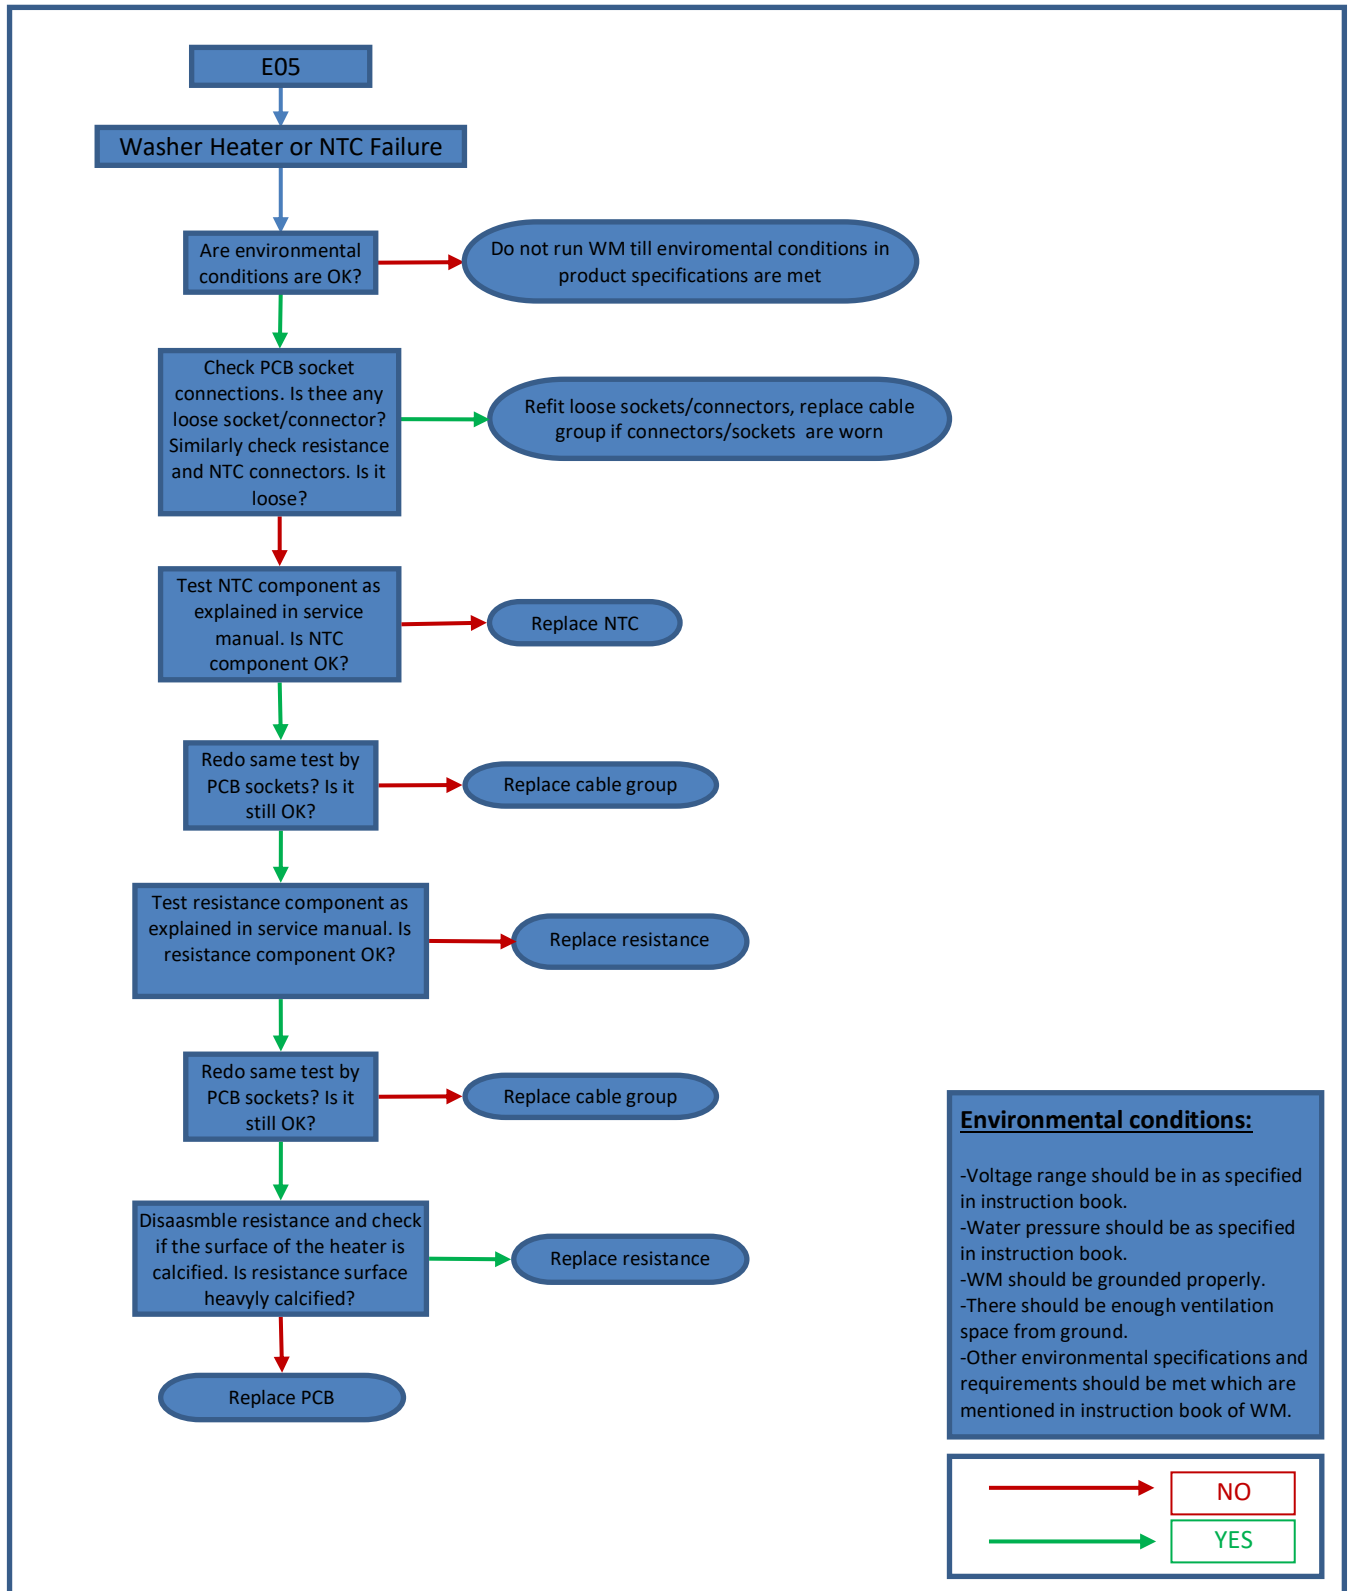 E05
Washer Heater or NTC Failure
Are environmental
conditions are OK?
Do not run WM till enviromental conditions in
product specifications are met
Check PCB socket
connections. Is thee any
loose socket/connector?
Similarly check resistance
and NTC connectors. Is it
loose?
Refit loose sockets/connectors, replace cable
group if connectors/sockets are worn
Test NTC component as
explained in service
manual. Is NTC
component OK?
Replace NTC
Redo same test by
PCB sockets? Is it
still OK?
Replace cable group
Test resistance component as
explained in service manual. Is
resistance component OK?
Replace resistance
Redo same test by
PCB sockets? Is it
still OK?
Replace cable group
Disaasmble resistance and check
if the surface of the heater is
calcified. Is resistance surface
heavyly calcified?
Replace resistance
Replace PCB
Environmental conditions:
-Voltage range should be in as specified
in instruction book.
-Water pressure should be as specified
in instruction book.
-WM should be grounded properly.
-There should be enough ventilation
space from ground.
-Other environmental specifications and
requirements should be met which are
mentioned in instruction book of WM.
NO
YES